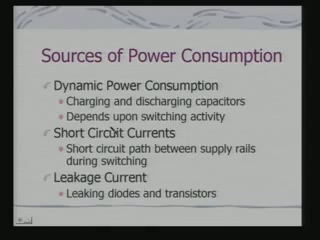 Sources of Power Consumption
Dynamic Power Consumption
Charging and discharging capacitors
Depends upon switching activity
Short Circuit Currents
Short circuit path between supply rails
during switching
Leakage Current
Leaking diodes and transistors